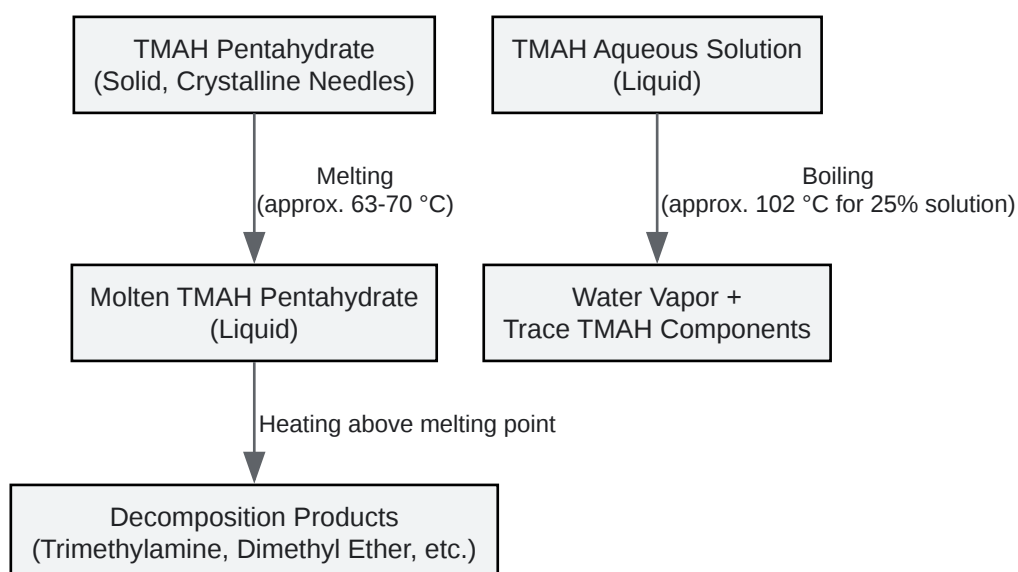 TMAH Pentahydrate
(Solid, Crystalline Needles)
TMAH Aqueous Solution
(Liquid)
Melting
(approx. 63-70 °C)
Boiling
(approx. 102 °C for 25% solution)
Molten TMAH Pentahydrate
(Liquid)
Water Vapor +
Trace TMAH Components
Heating above melting point
Decomposition Products
(Trimethylamine, Dimethyl Ether, etc.)